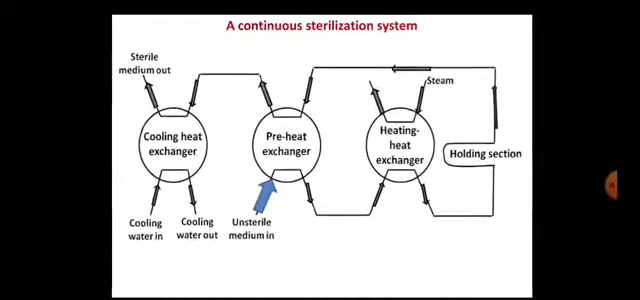 A continuous sterilization system
Sterile
medium out
Steam
Cooling heat
exchanger
Pre-heat
exchanger
Heating-
heat
exchanger
Holding section
Cooling
water in
Cooling
water out
Unsterile
medium in